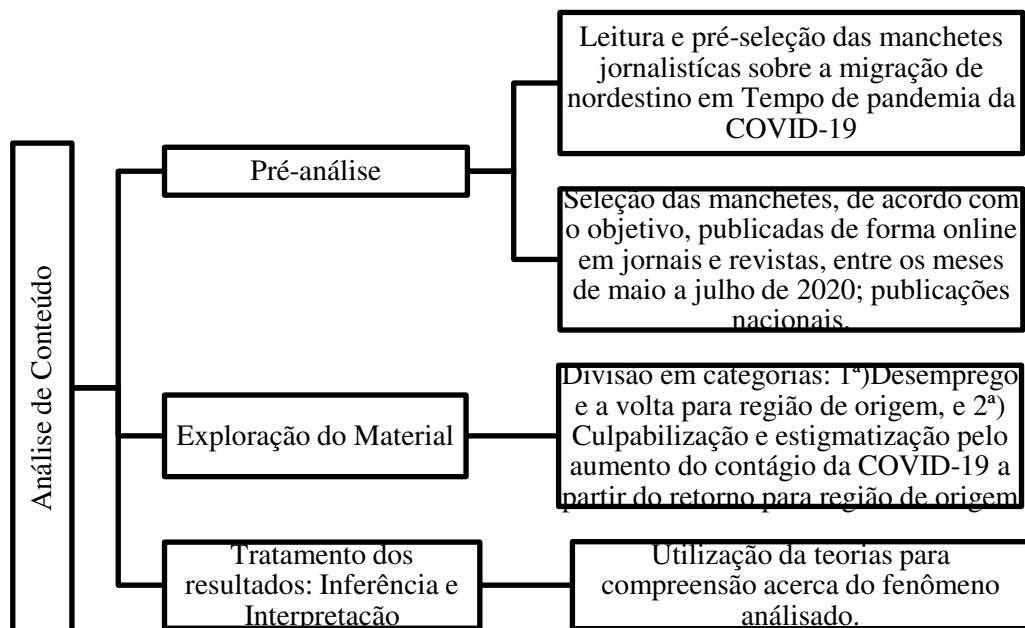 Análise de Conteúdo
Pré-análise
Leitura e pré-seleção das manchetes
jornalistícas sobre a migração de
nordestino em Tempo de pandemia da
COVID-19
Seleção das manchetes, de acordo com
o objetivo, publicadas de forma online
em jornais e revistas, entre os meses
de maio a julho de 2020; publicações
nacionais.
Exploração do Material
Divisão em categorias: 1ª)Desemprego
e a volta para região de origem, e 2ª)
Culpabilização e estigmatização pelo
aumento do contágio da COVID-19 a
partir do retorno para região de origem
Tratamento dos
resultados: Inferência e
Interpretação
Utilização da teorias para
compreensão acerca do fenômeno
análisado.